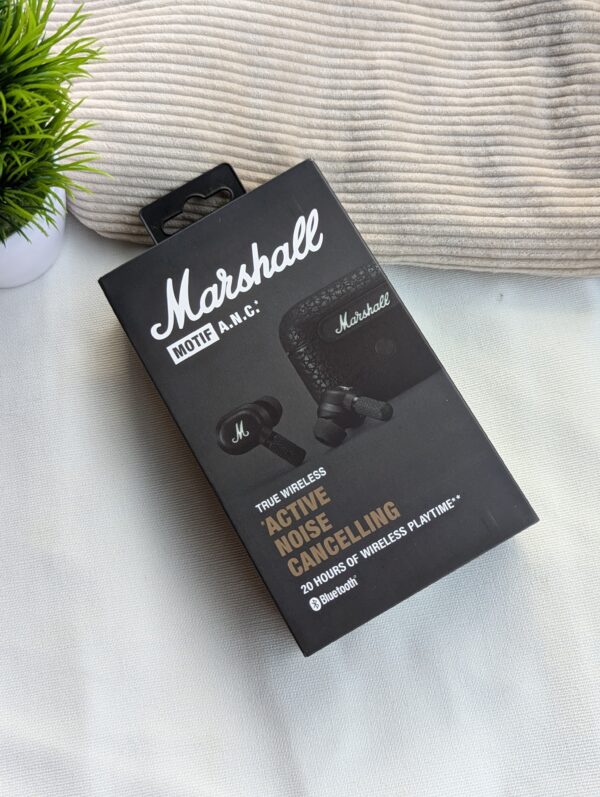 Marshall
MOTIF A.N.C.*
Marshall
M
TRUE WIRELESS
*ACTIVE
NOISE
CANCELLING
20 HOURS OF WIRELESS PLAYTIME**
Bluetooth®